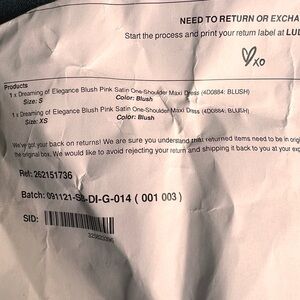 NEED TO RETURN OR EXCHA
Start the process and print your return label at LUL
XO
Products
1 x Dreaming of Elegance Blush Pink Satin One-Shoulder Maxi Dress (4D0884: BLUSH)
Size: S Color: Blush
1 x Dreaming of Elegance Blush Pink Satin One-Shoulder Maxi Dress (4D0884: BLUSH)
Size: XS Color: Blush
We've got your back on returns! We are sure you understand that returned items need to be in orig
the original box. We would like to avoid rejecting your return and shipping it back to you at your exp
Ref: 262151736
Batch: 091121-S -DI-G-014 ( 001 003 )
SID: